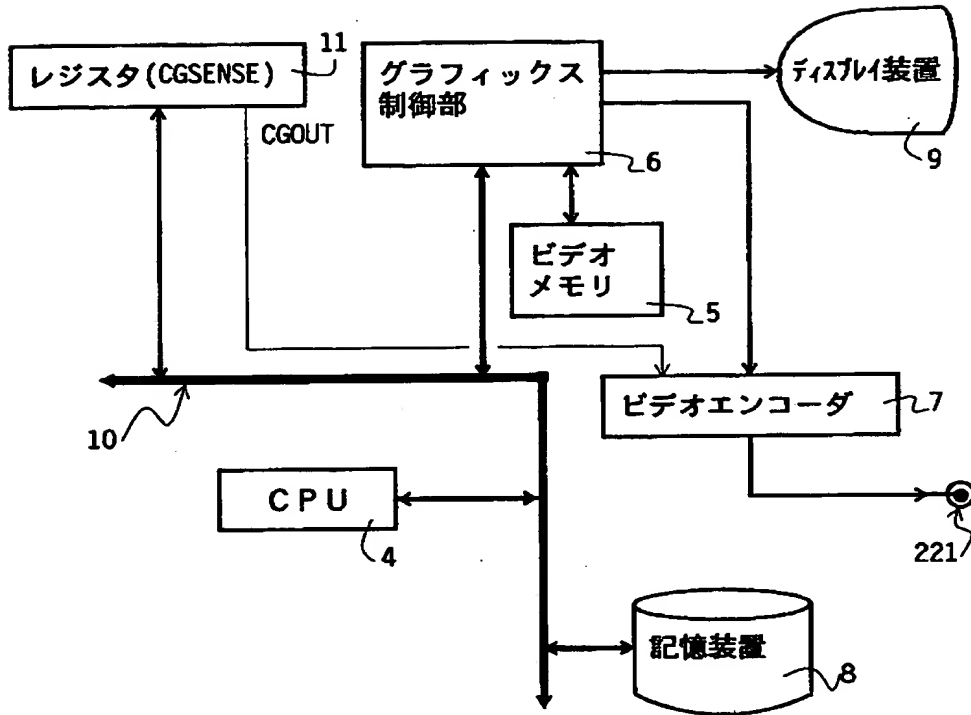 11
レジスタ(CGSENSE)
CGOUT
グラフィックス
制御部
6
ディスプレイ装置
9
ビデオ
メモリ
5
10
ビデオエンコーダ
7
CPU
4
221
記憶装置
8